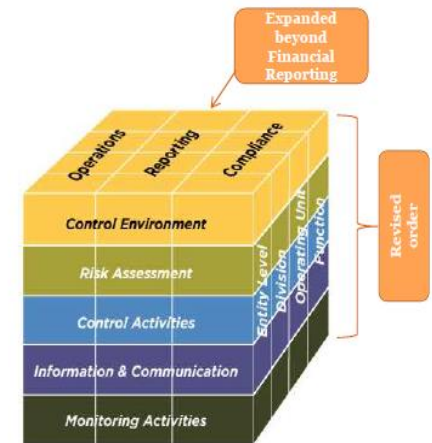 Expanded
beyond
Financial
Reporting
Operations
Reporting
Compliance
Control Environment
Risk Assessment
Control Activities
Information & Communication
Monitoring Activities
Entity Level
Division
Operating Unit
Function
Revised
order